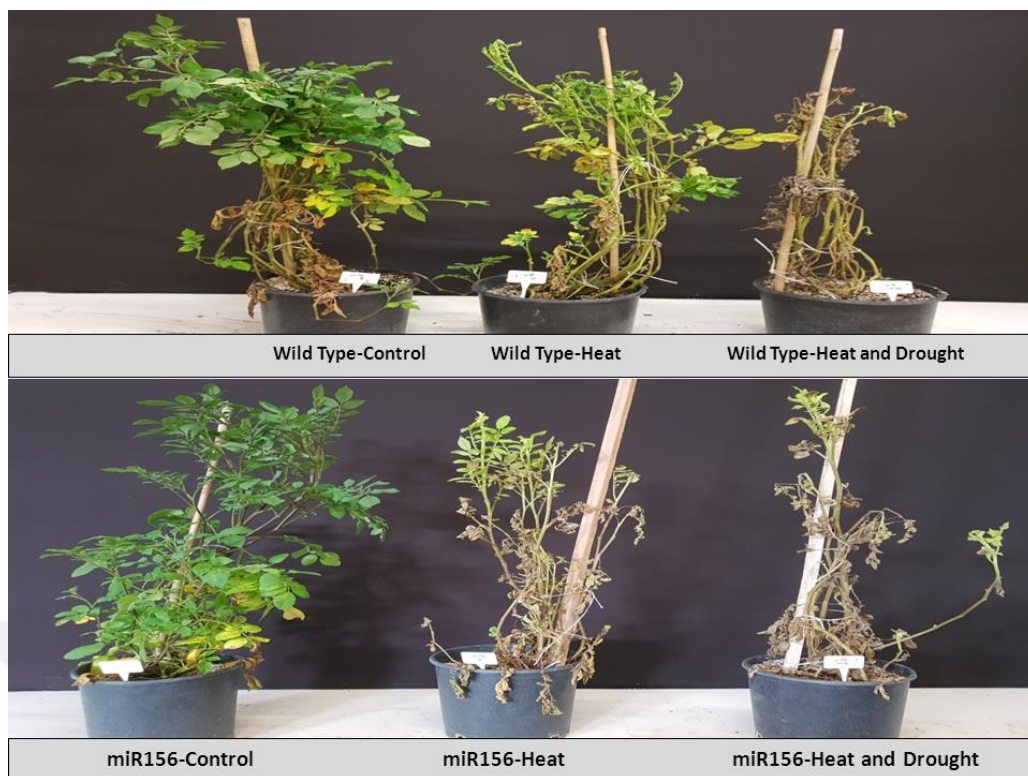 Wild Type-Control Wild Type-Heat Wild Type-Heat and Drought
miR156-Control miR156-Heat miR156-Heat and Drought